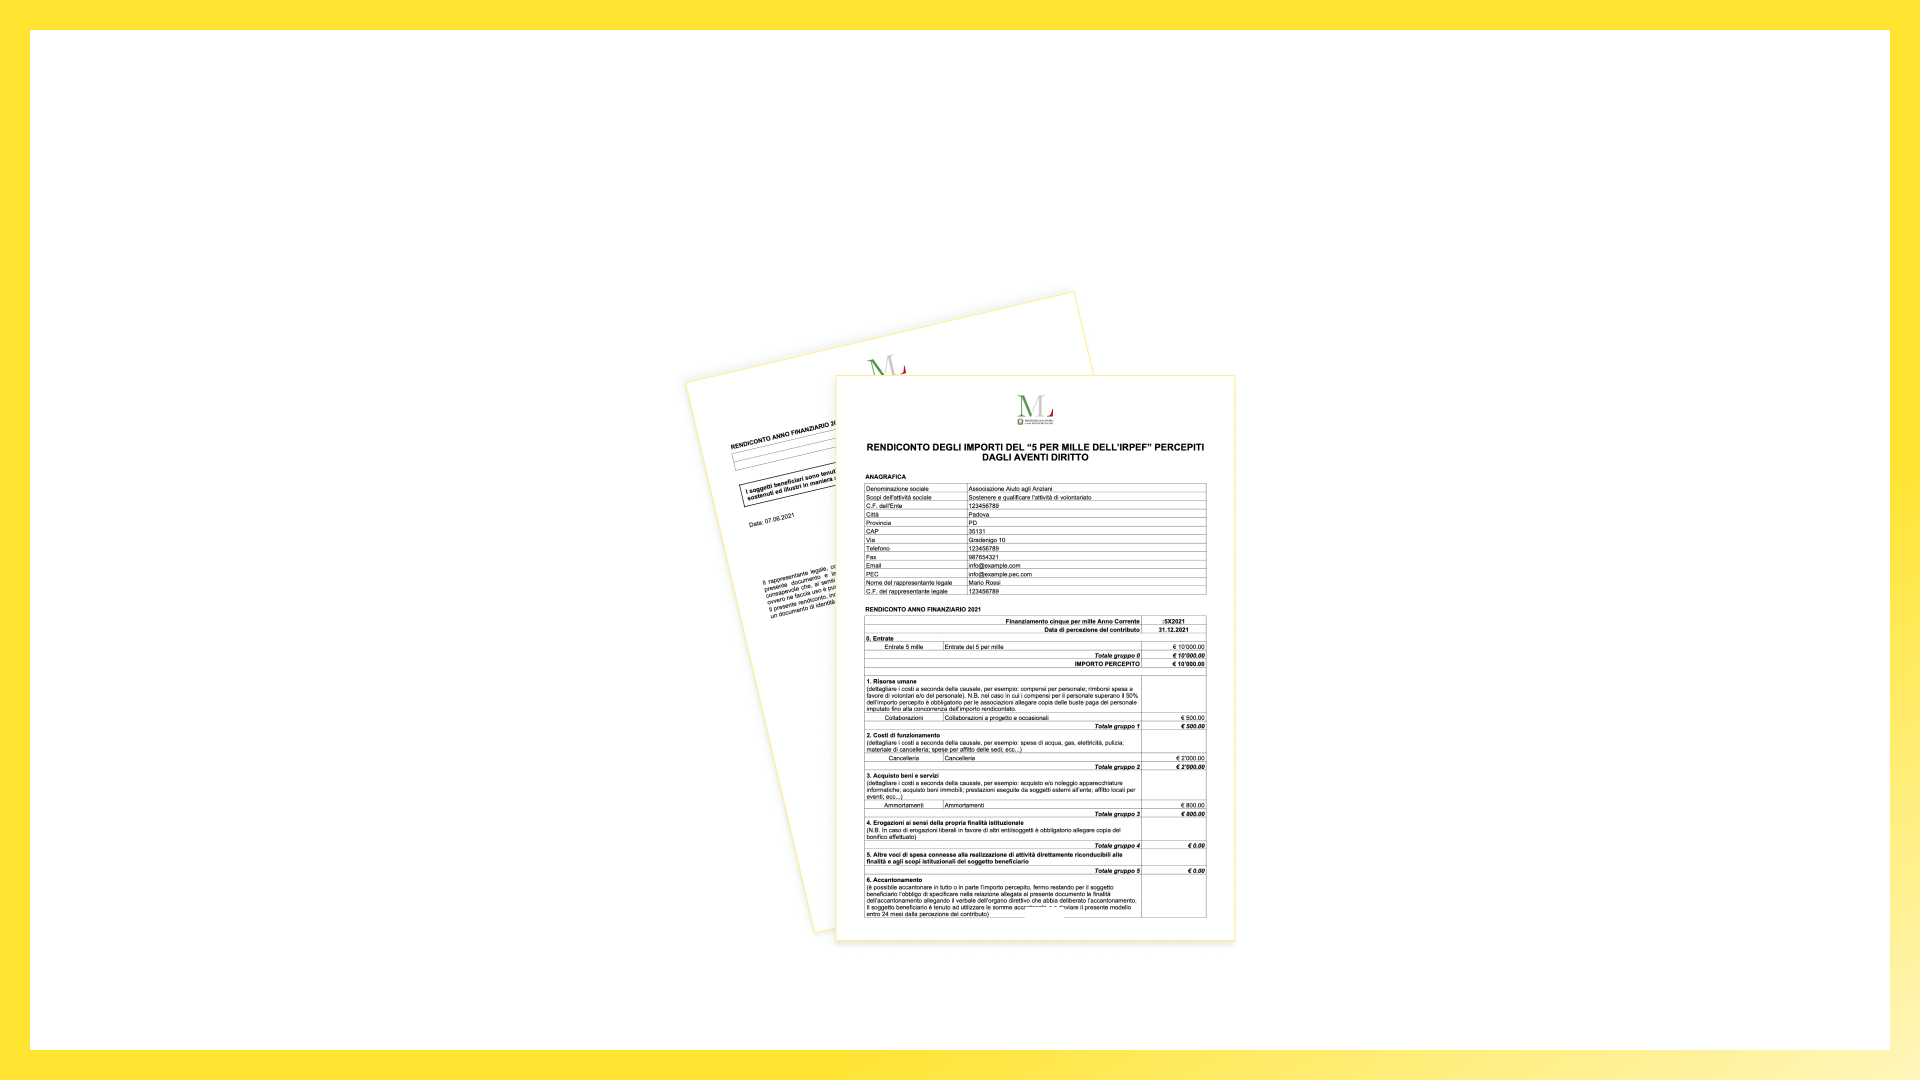 RENDICONTO ANNO FINANZIARIO
I soggetti beneficiari sono
sostenuti ed illustri in maniera
Data: 07.06.2021
Il rappresentante legale,
presente documento e
consapevole che, ai sensi
ovvero ne faccia uso è
Il presente rendiconto,
un documento di identità
ML
RENDICONTO DEGLI IMPORTI DEL “5 PER MILLE DELL’IRPEF” PERCEPITI
DAGLI AVENTI DIRITTO
ANAGRAFICA
Denominazione sociale Associazione Aiuto agli Anziani
Scopi dell'attività sociale Sostenere e qualificare l'attività di volontariato
C.F. dell'Ente 123456789
Città Padova
Provincia PD
CAP 35131
Via Gradenigo 10
Telefono 123456789
Fax 987654321
Email info@example.com
PEC info@example.pec.com
Nome del rappresentante legale Mario Rossi
C.F. del rappresentante legale 123456789
RENDICONTO ANNO FINANZIARIO 2021
Finanziamento cinque per mille Anno Corrente :5X2021
Data di percezione del contributo 31.12.2021
0. Entrate
Entrate 5 mille Entrate del 5 per mille € 10'000.00
Totale gruppo 0 € 10'000.00
IMPORTO PERCEPITO € 10'000.00
1. Risorse umane
(dettagliare i costi a seconda della causale, per esempio: compensi per personale; rimborsi spesa a
favore di volontari e/o del personale). N.B. nel caso in cui i compensi per il personale superano il 50%
dell'importo percepito è obbligatorio per le associazioni allegare copia delle buste paga del personale
imputato fino alla concorrenza dell'importo rendicontato.
Collaborazioni Collaborazioni a progetto e occasionali € 500.00
Totale gruppo 1 € 500.00
2. Costi di funzionamento
(dettagliare i costi a seconda della causale, per esempio: spese di acqua, gas, elettricità, pulizia;
materiale di cancelleria; spese per affitto delle sedi; ecc...)
Cancelleria Cancelleria € 2'000.00
Totale gruppo 2 € 2'000.00
3. Acquisto beni e servizi
(dettagliare i costi a seconda della causale, per esempio: acquisto e/o noleggio apparecchiature
informatiche; acquisto beni immobili; prestazioni eseguite da soggetti esterni all'ente; affitto locali per
eventi; ecc...)
Ammortamenti Ammortamenti € 800.00
Totale gruppo 3 € 800.00
4. Erogazioni ai sensi della propria finalità istituzionale
(N.B. In caso di erogazioni liberali in favore di altri enti/soggetti è obbligatorio allegare copia del
bonifico effettuato)
Totale gruppo 4 € 0.00
5. Altre voci di spesa connesse alla realizzazione di attività direttamente riconducibili alle
finalità e agli scopi istituzionali del soggetto beneficiario
Totale gruppo 5 € 0.00
6. Accantonamento
(è possibile accantonare in tutto o in parte l'importo percepito, fermo restando per il soggetto
beneficiario l'obbligo di specificare nella relazione allegata al presente documento le finalità
dell'accantonamento allegando il verbale dell'organo direttivo che abbia deliberato l'accantonamento.
Il soggetto beneficiario è tenuto ad utilizzare le somme il presente modello
entro 24 mesi dalla percezione del contributo)